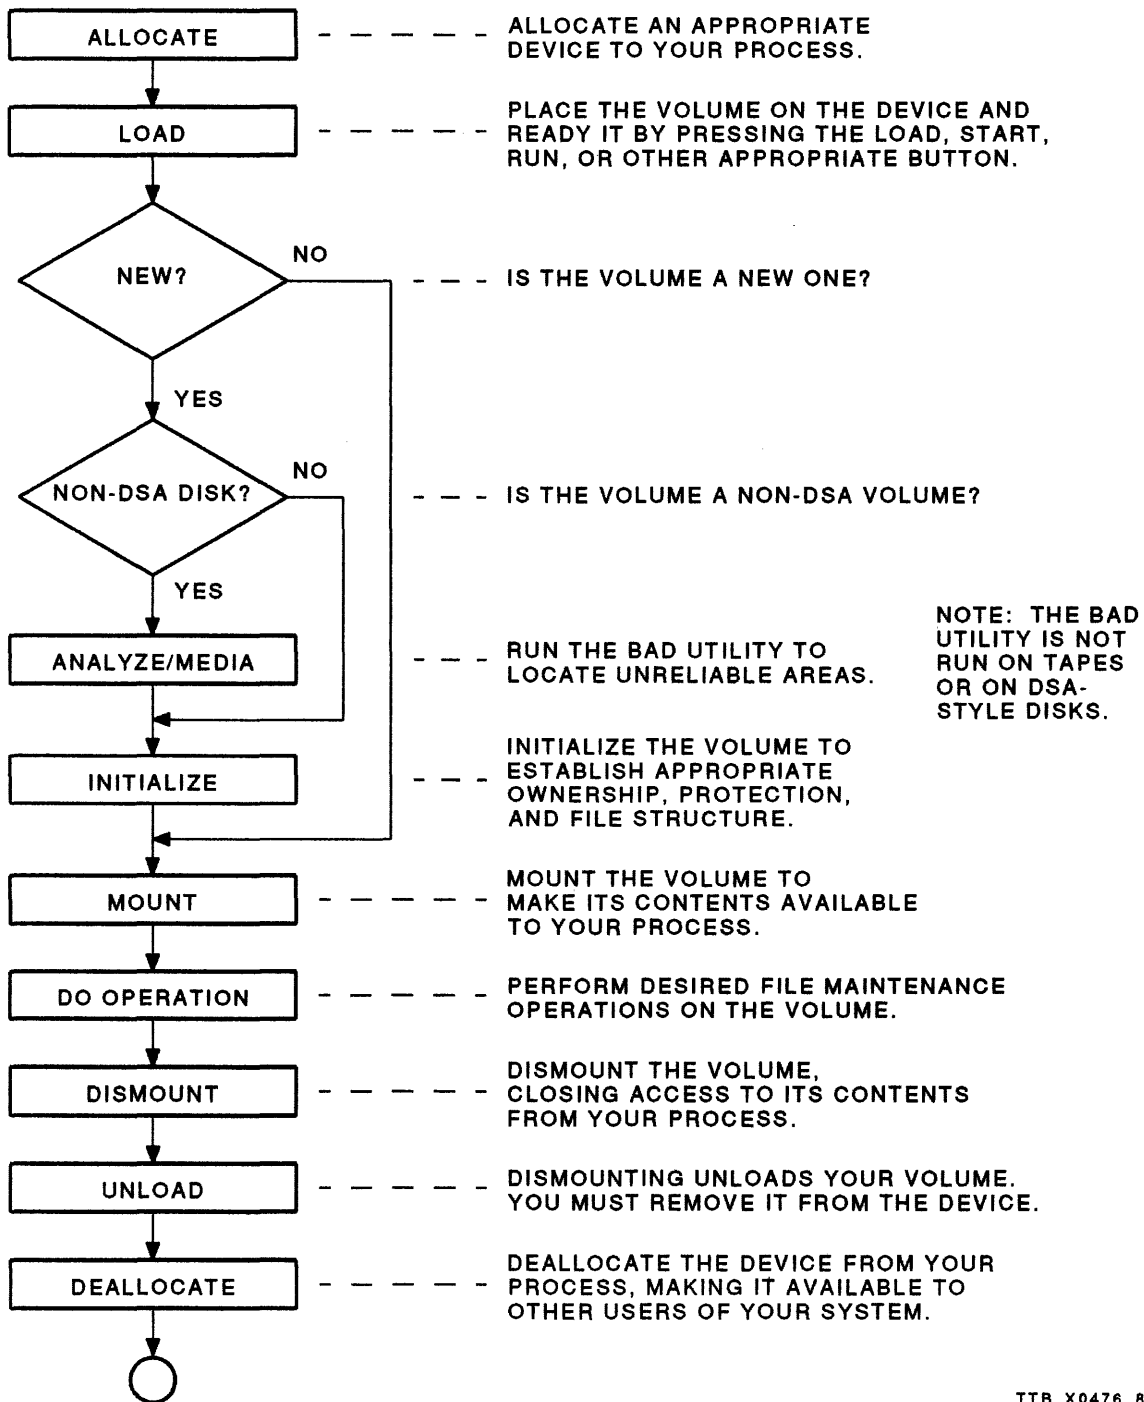 ALLOCATE
ALLOCATE AN APPROPRIATE
DEVICE TO YOUR PROCESS.
LOAD
PLACE THE VOLUME ON THE DEVICE AND
READY IT BY PRESSING THE LOAD, START,
RUN, OR OTHER APPROPRIATE BUTTON.
NEW?
NO
IS THE VOLUME A NEW ONE?
YES
NON-DSA DISK?
NO
IS THE VOLUME A NON-DSA VOLUME?
YES
ANALYZE/MEDIA
RUN THE BAD UTILITY TO
LOCATE UNRELIABLE AREAS.
NOTE: THE BAD
UTILITY IS NOT
RUN ON TAPES
OR ON DSA-
STYLE DISKS.
INITIALIZE
INITIALIZE THE VOLUME TO
ESTABLISH APPROPRIATE
OWNERSHIP, PROTECTION,
AND FILE STRUCTURE.
MOUNT
MOUNT THE VOLUME TO
MAKE ITS CONTENTS AVAILABLE
TO YOUR PROCESS.
DO OPERATION
PERFORM DESIRED FILE MAINTENANCE
OPERATIONS ON THE VOLUME.
DISMOUNT
DISMOUNT THE VOLUME,
CLOSING ACCESS TO ITS CONTENTS
FROM YOUR PROCESS.
UNLOAD
DISMOUNTING UNLOADS YOUR VOLUME.
YOU MUST REMOVE IT FROM THE DEVICE.
DEALLOCATE
DEALLOCATE THE DEVICE FROM YOUR
PROCESS, MAKING IT AVAILABLE TO
OTHER USERS OF YOUR SYSTEM.
TTB X0476 8